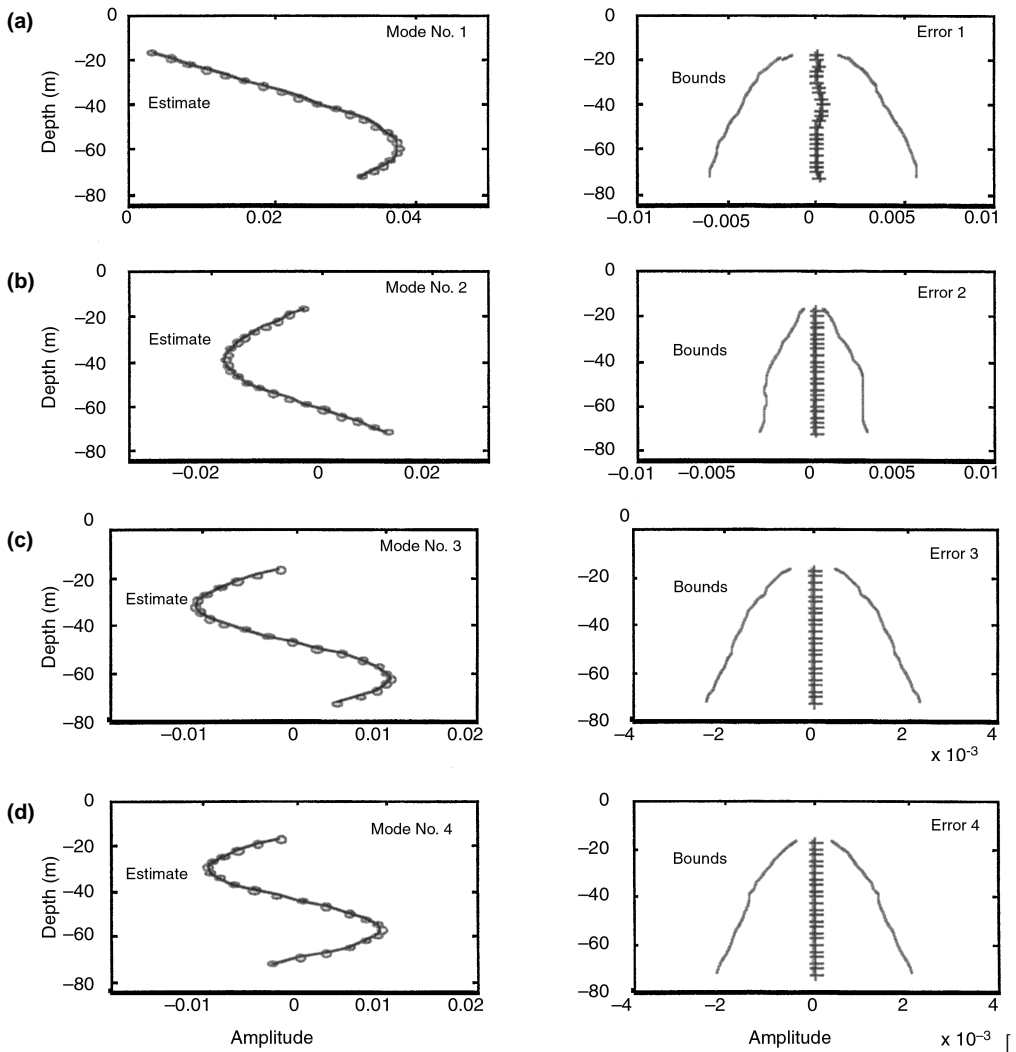 (a)
0
–20
–40
–60
–80
Depth (m)
Mode No. 1
Estimate
0
0.02
0.04
0
–20
–40
–60
–80
Error 1
Bounds
–0.01
–0.005
0
0.005
0.01
(b)
0
–20
–40
–60
–80
Depth (m)
Mode No. 2
Estimate
–0.02
0
0.02
0
–20
–40
–60
–80
Error 2
Bounds
–0.01
–0.005
0
0.005
0.01
(c)
0
–20
–40
–60
–80
Depth (m)
Mode No. 3
Estimate
–0.01
0
0.01
0.02
0
–20
–40
–60
–80
Error 3
Bounds
–4
–2
0
2
4
x 10-3
(d)
0
–20
–40
–60
–80
Depth (m)
Mode No. 4
Estimate
–0.01
0
0.01
0.02
Amplitude
0
–20
–40
–60
–80
Error 4
Bounds
–4
–2
0
2
4
Amplitude
x 10–3
[